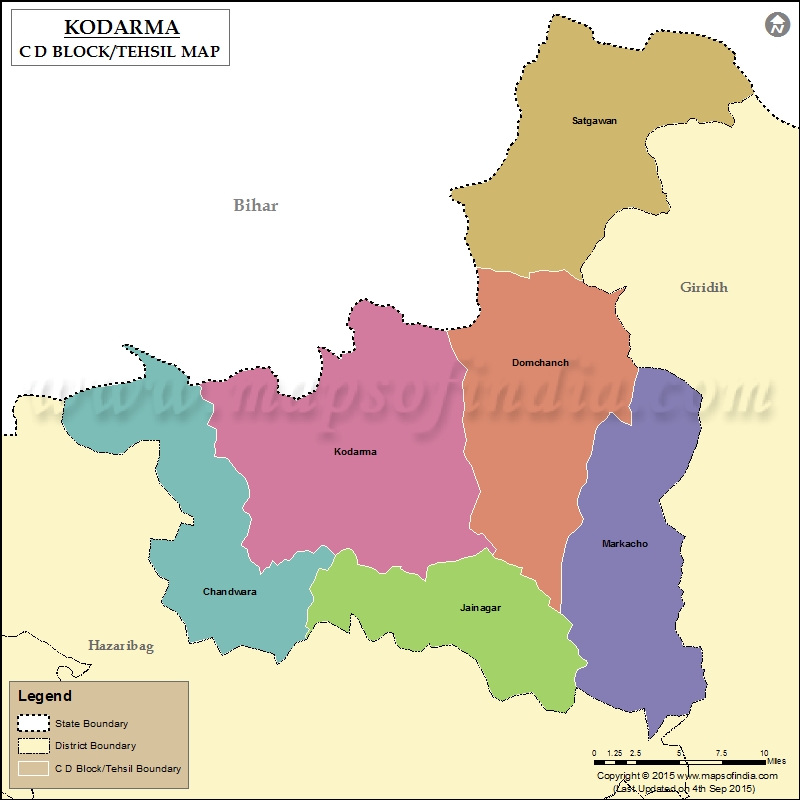 KODARMA
C D BLOCK/TEHSIL MAP
N
Satgawan
Bihar
Giridih
Domchanch
www.mapsofindia.com
Kodarma
Markacho
Chandwara
Jainagar
Hazaribag
Legend
State Boundary
District Boundary
C D Block/Tehsil Boundary
0 1.25 2.5 5 7.5 10
Miles
Copyright © 2015 www.mapsofindia.com
(Last Updated on 4th Sep 2015)